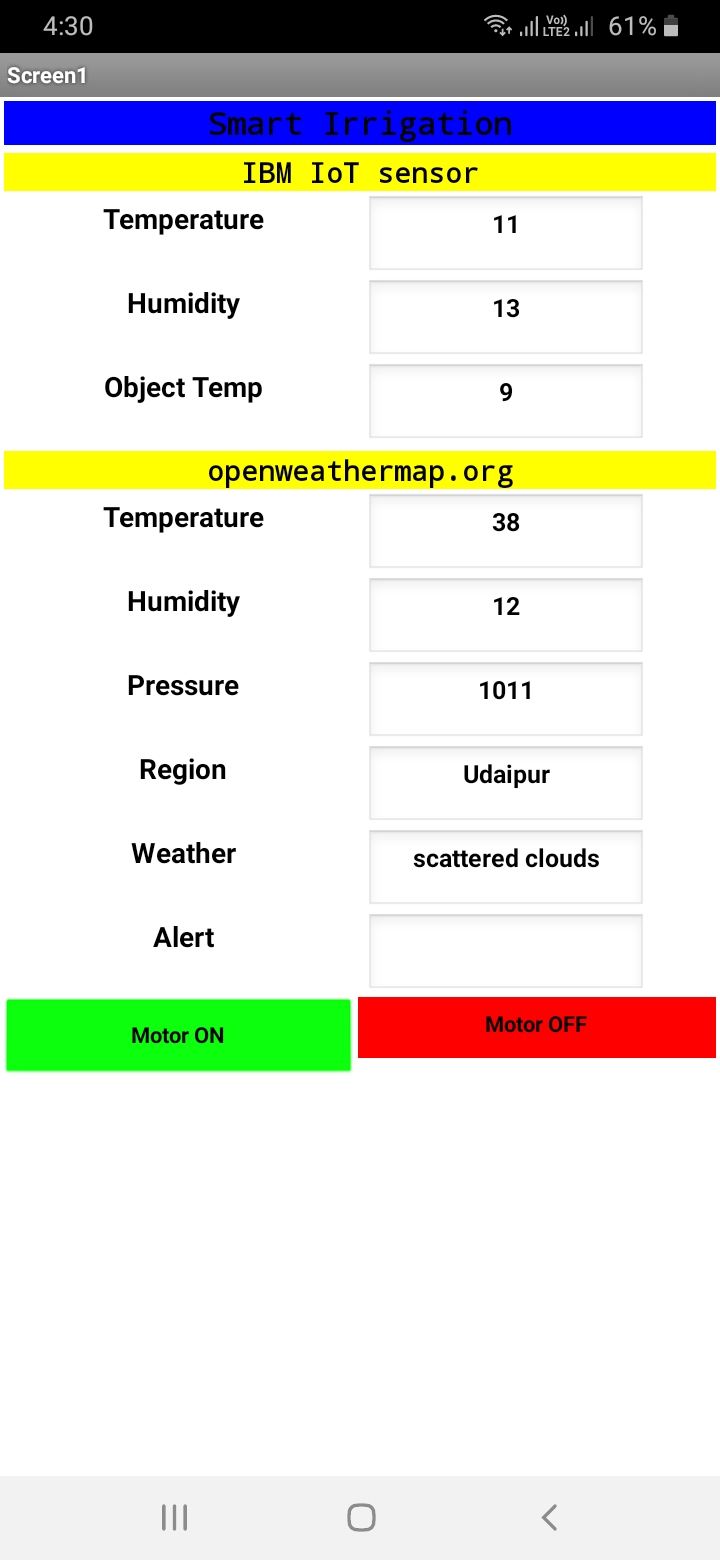 4:30 Vo)) LTE2 61%
Screen1
Smart Irrigation
IBM IoT sensor
Temperature 11
Humidity 13
Object Temp 9
openweathermap.org
Temperature 38
Humidity 12
Pressure 1011
Region Udaipur
Weather scattered clouds
Alert
Motor ON Motor OFF